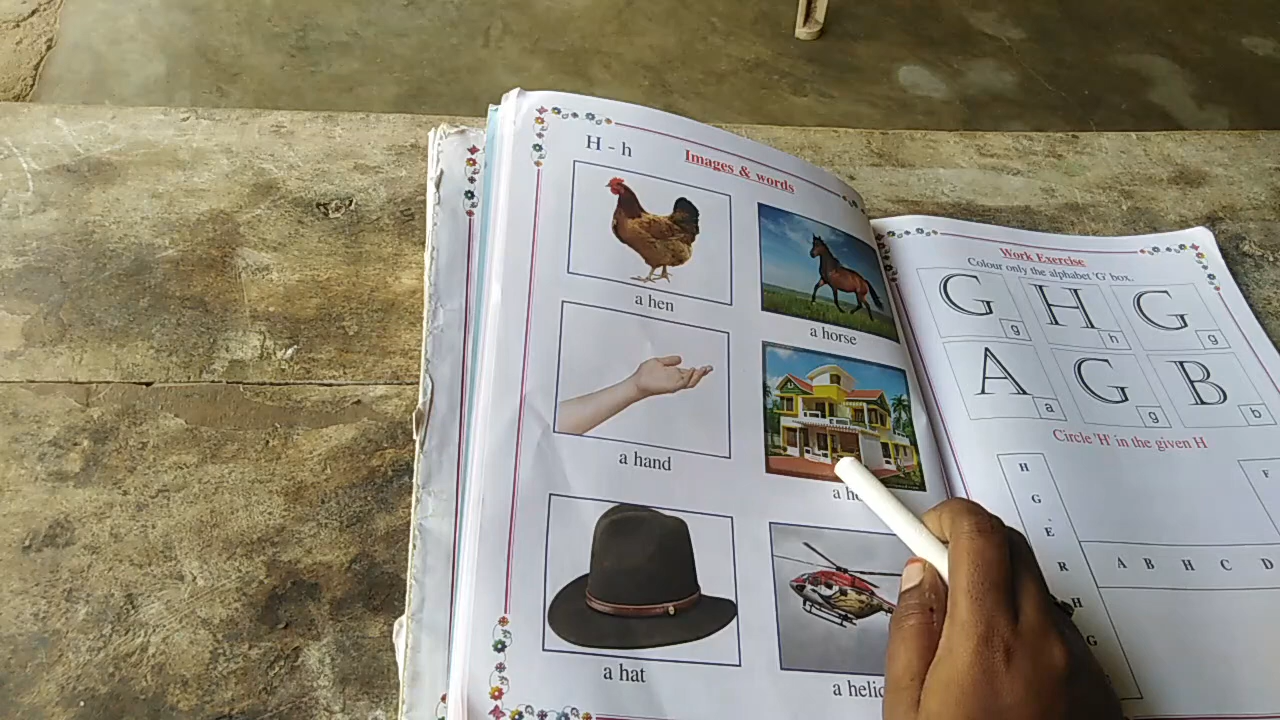 H - h
Images & words
a hen
a horse
a hand
a hat
Work Exercise
Colour only the alphabet 'G' box.
G g
H h
G g
A a
G g
B b
Circle 'H' in the given H
H
G
E
R
H
G
F
A B H C D